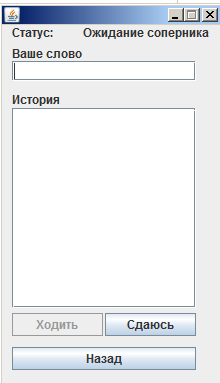 Статус: Ожидание соперника
Ваше слово
История
Ходить Сдаюсь
Назад